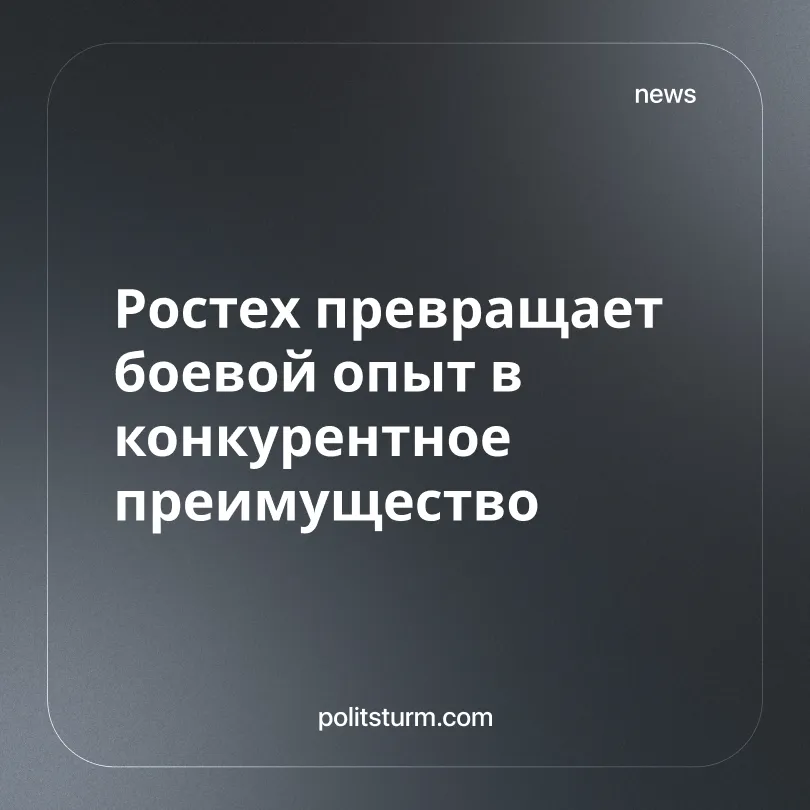 news
Ростех превращает
боевой опыт в
конкурентное
преимущество
politsturm.com